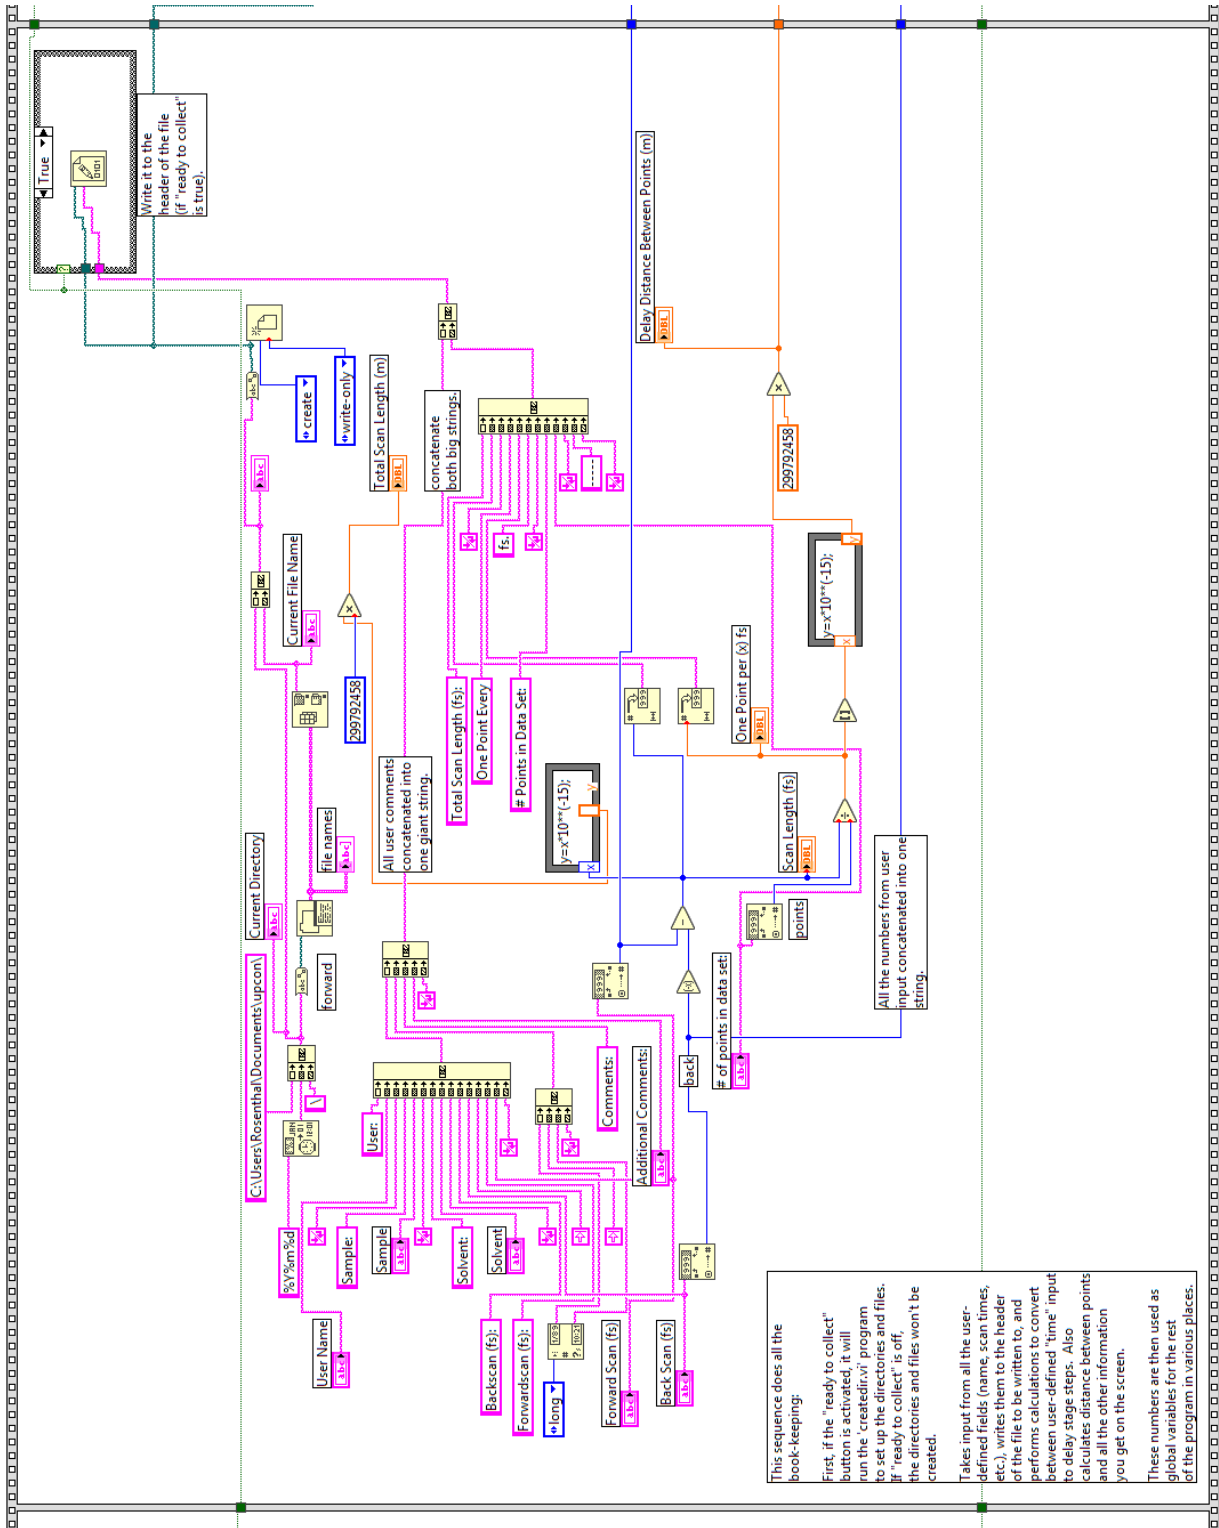 This sequence does all the
book-keeping:
First, if the "ready to collect"
button is activated, it will
run the 'createdir.vi' program
to set up the directories and files.
If "ready to collect" is off,
the directories and files won't be
created.
Takes input from all the user-
defined fields (name, scan times,
etc.), writes them to the header
of the file to be written to, and
performs calculations to convert
between user-defined "time" input
to delay stage steps. Also
calculates distance between points
and all the other information
you get on the screen.
These numbers are then used as
global variables for the rest
of the program in various places.
%Y%m%d
C:\Users\Rosenthal\Documents\upcon\
\
Current Directory
forward
file names
Current File Name
abc
create
write-only
True
Write it to the
header of the file
(if "ready to collect"
is true).
User Name
User:
Sample:
Sample
Solvent:
Solvent
Backscan (fs):
Forwardscan (fs):
long
Forward Scan (fs)
Back Scan (fs)
Comments:
Additional Comments:
back
# of points in data set:
points
All user comments
concatenated into
one giant string.
299792458
Total Scan Length (m)
DBL
concatenate
both big strings.
Total Scan Length (fs):
One Point Every
# Points in Data Set:
fs.
--------
y=x*10**(-15);
x
y
Scan Length (fs)
DBL
One Point per (x) fs
DBL
y=x*10**(-15);
x
y
299792458
Delay Distance Between Points (m)
DBL
All the numbers from user
input concatenated into one
string.